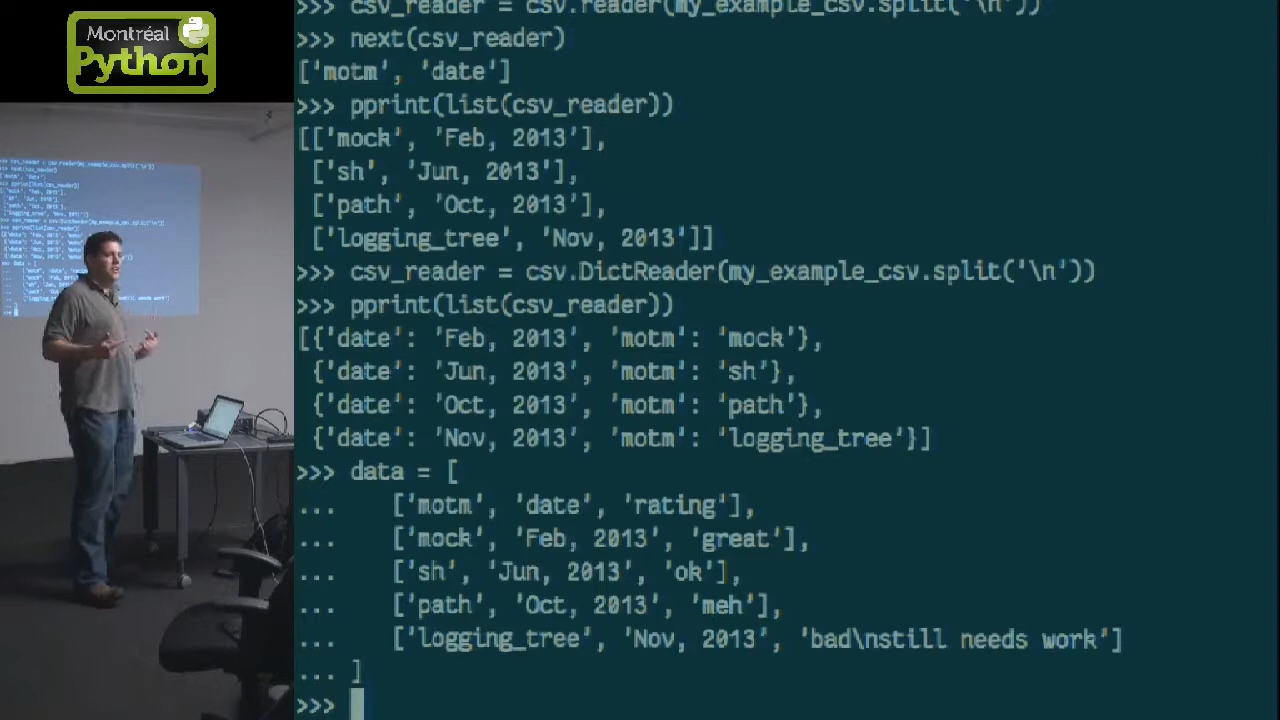 Montréal
Python
>>> csv_reader = csv.reader(my_example_csv.split('\n'))
>>> next(csv_reader)
['motm', 'date']
>>> pprint(list(csv_reader))
[['mock', 'Feb, 2013'],
 ['sh', 'Jun, 2013'],
 ['path', 'Oct, 2013'],
 ['logging_tree', 'Nov, 2013']]
>>> csv_reader = csv.DictReader(my_example_csv.split('\n'))
>>> pprint(list(csv_reader))
[{'date': 'Feb, 2013', 'motm': 'mock'},
 {'date': 'Jun, 2013', 'motm': 'sh'},
 {'date': 'Oct, 2013', 'motm': 'path'},
 {'date': 'Nov, 2013', 'motm': 'logging_tree'}]
>>> data = [
...     ['motm', 'date', 'rating'],
...     ['mock', 'Feb, 2013', 'great'],
...     ['sh', 'Jun, 2013', 'ok'],
...     ['path', 'Oct, 2013', 'meh'],
...     ['logging_tree', 'Nov, 2013', 'bad\nstill needs work']
... ]
>>>